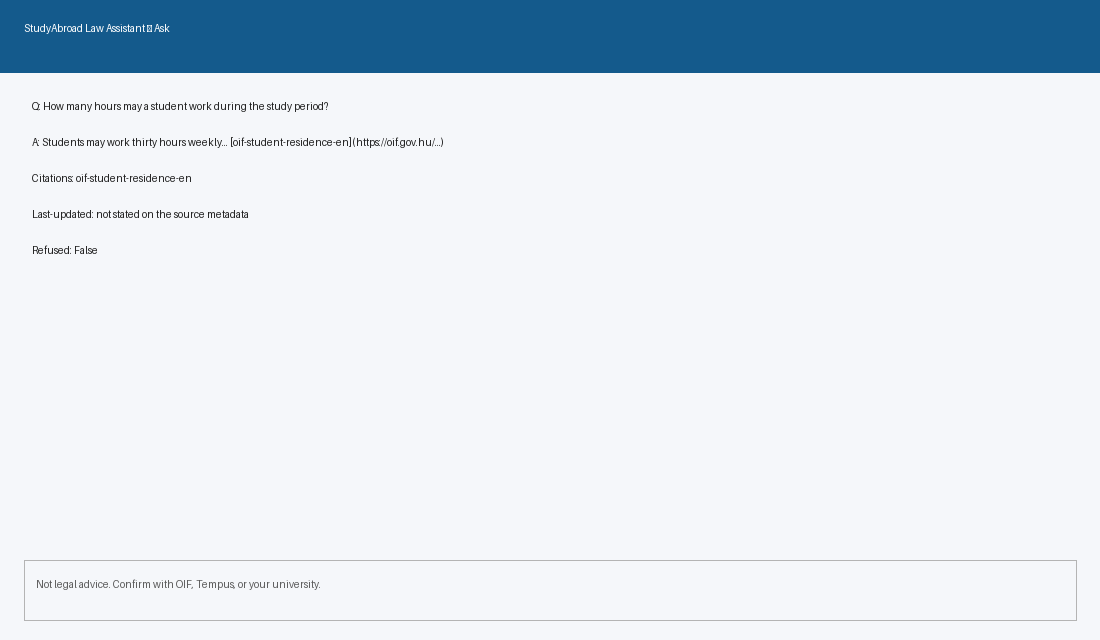 StudyAbroad Law Assistant ▯ Ask
Q: How many hours may a student work during the study period?
A: Students may work thirty hours weekly... [oif-student-residence-en](https://oif.gov.hu/...)
Citations: oif-student-residence-en
Last-updated: not stated on the source metadata
Refused: False
Not legal advice. Confirm with OIF, Tempus, or your university.